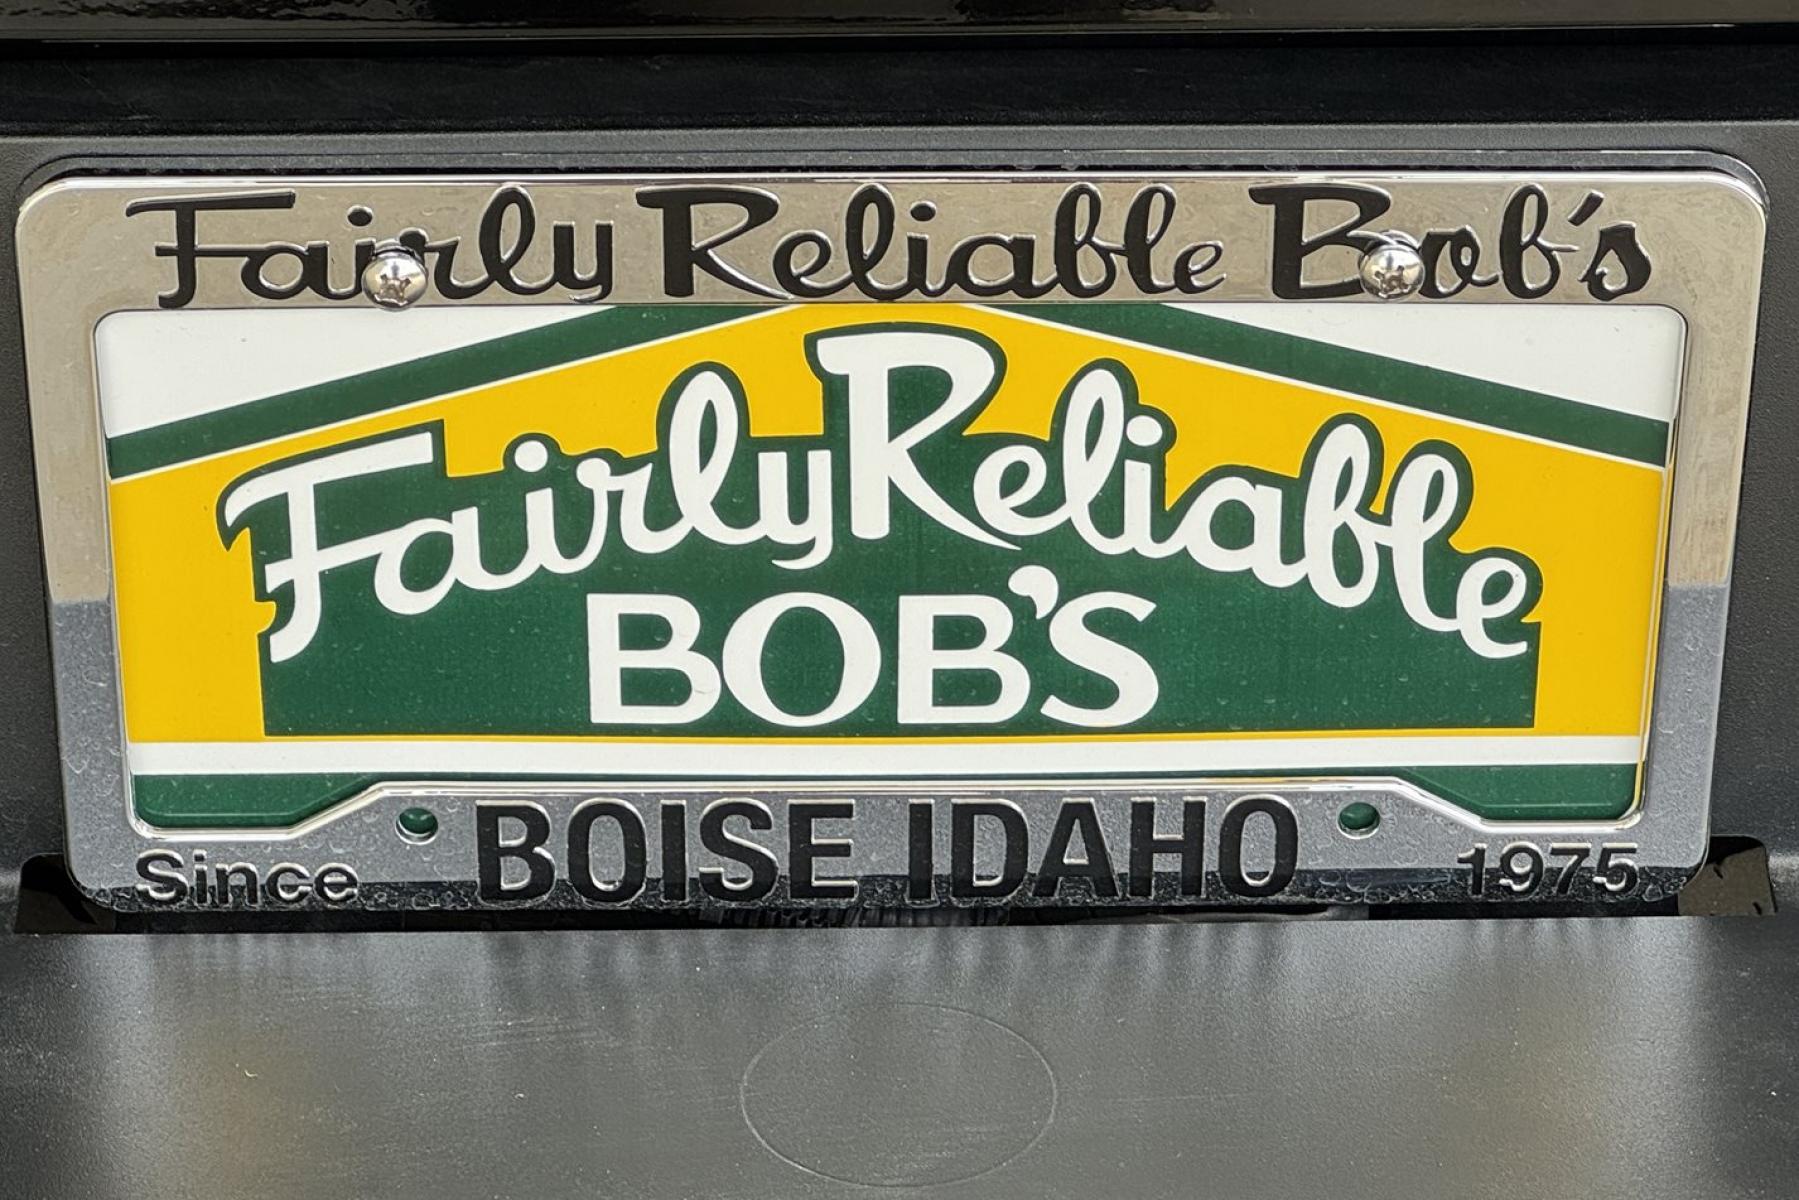 Fairly Reliable Bob's
Fairly Reliable
BOB'S
Since BOISE IDAHO 1975